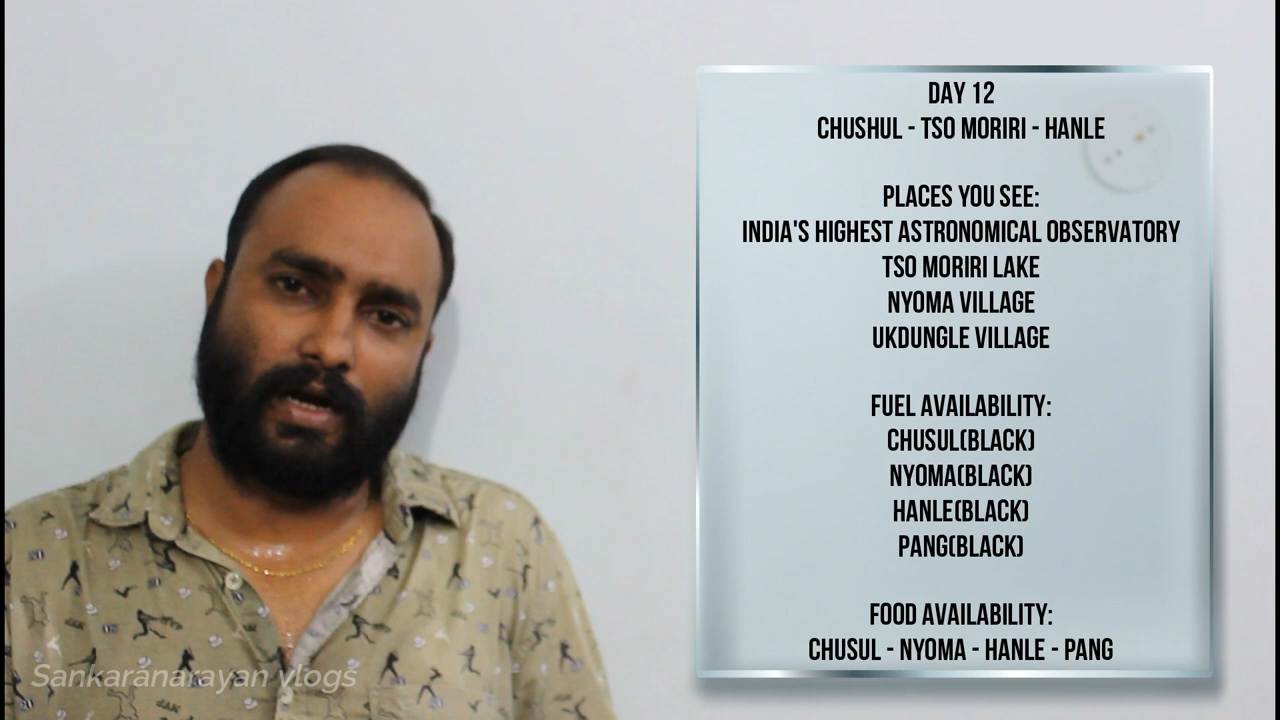 DAY 12
CHUSHUL - TSO MORIRI - HANLE
PLACES YOU SEE:
INDIA'S HIGHEST ASTRONOMICAL OBSERVATORY
TSO MORIRI LAKE
NYOMA VILLAGE
UKDUNGLE VILLAGE
FUEL AVAILABILITY:
CHUSUL(BLACK)
NYOMA(BLACK)
HANLE(BLACK)
PANG(BLACK)
FOOD AVAILABILITY:
CHUSUL - NYOMA - HANLE - PANG
Sankaranarayan vlogs